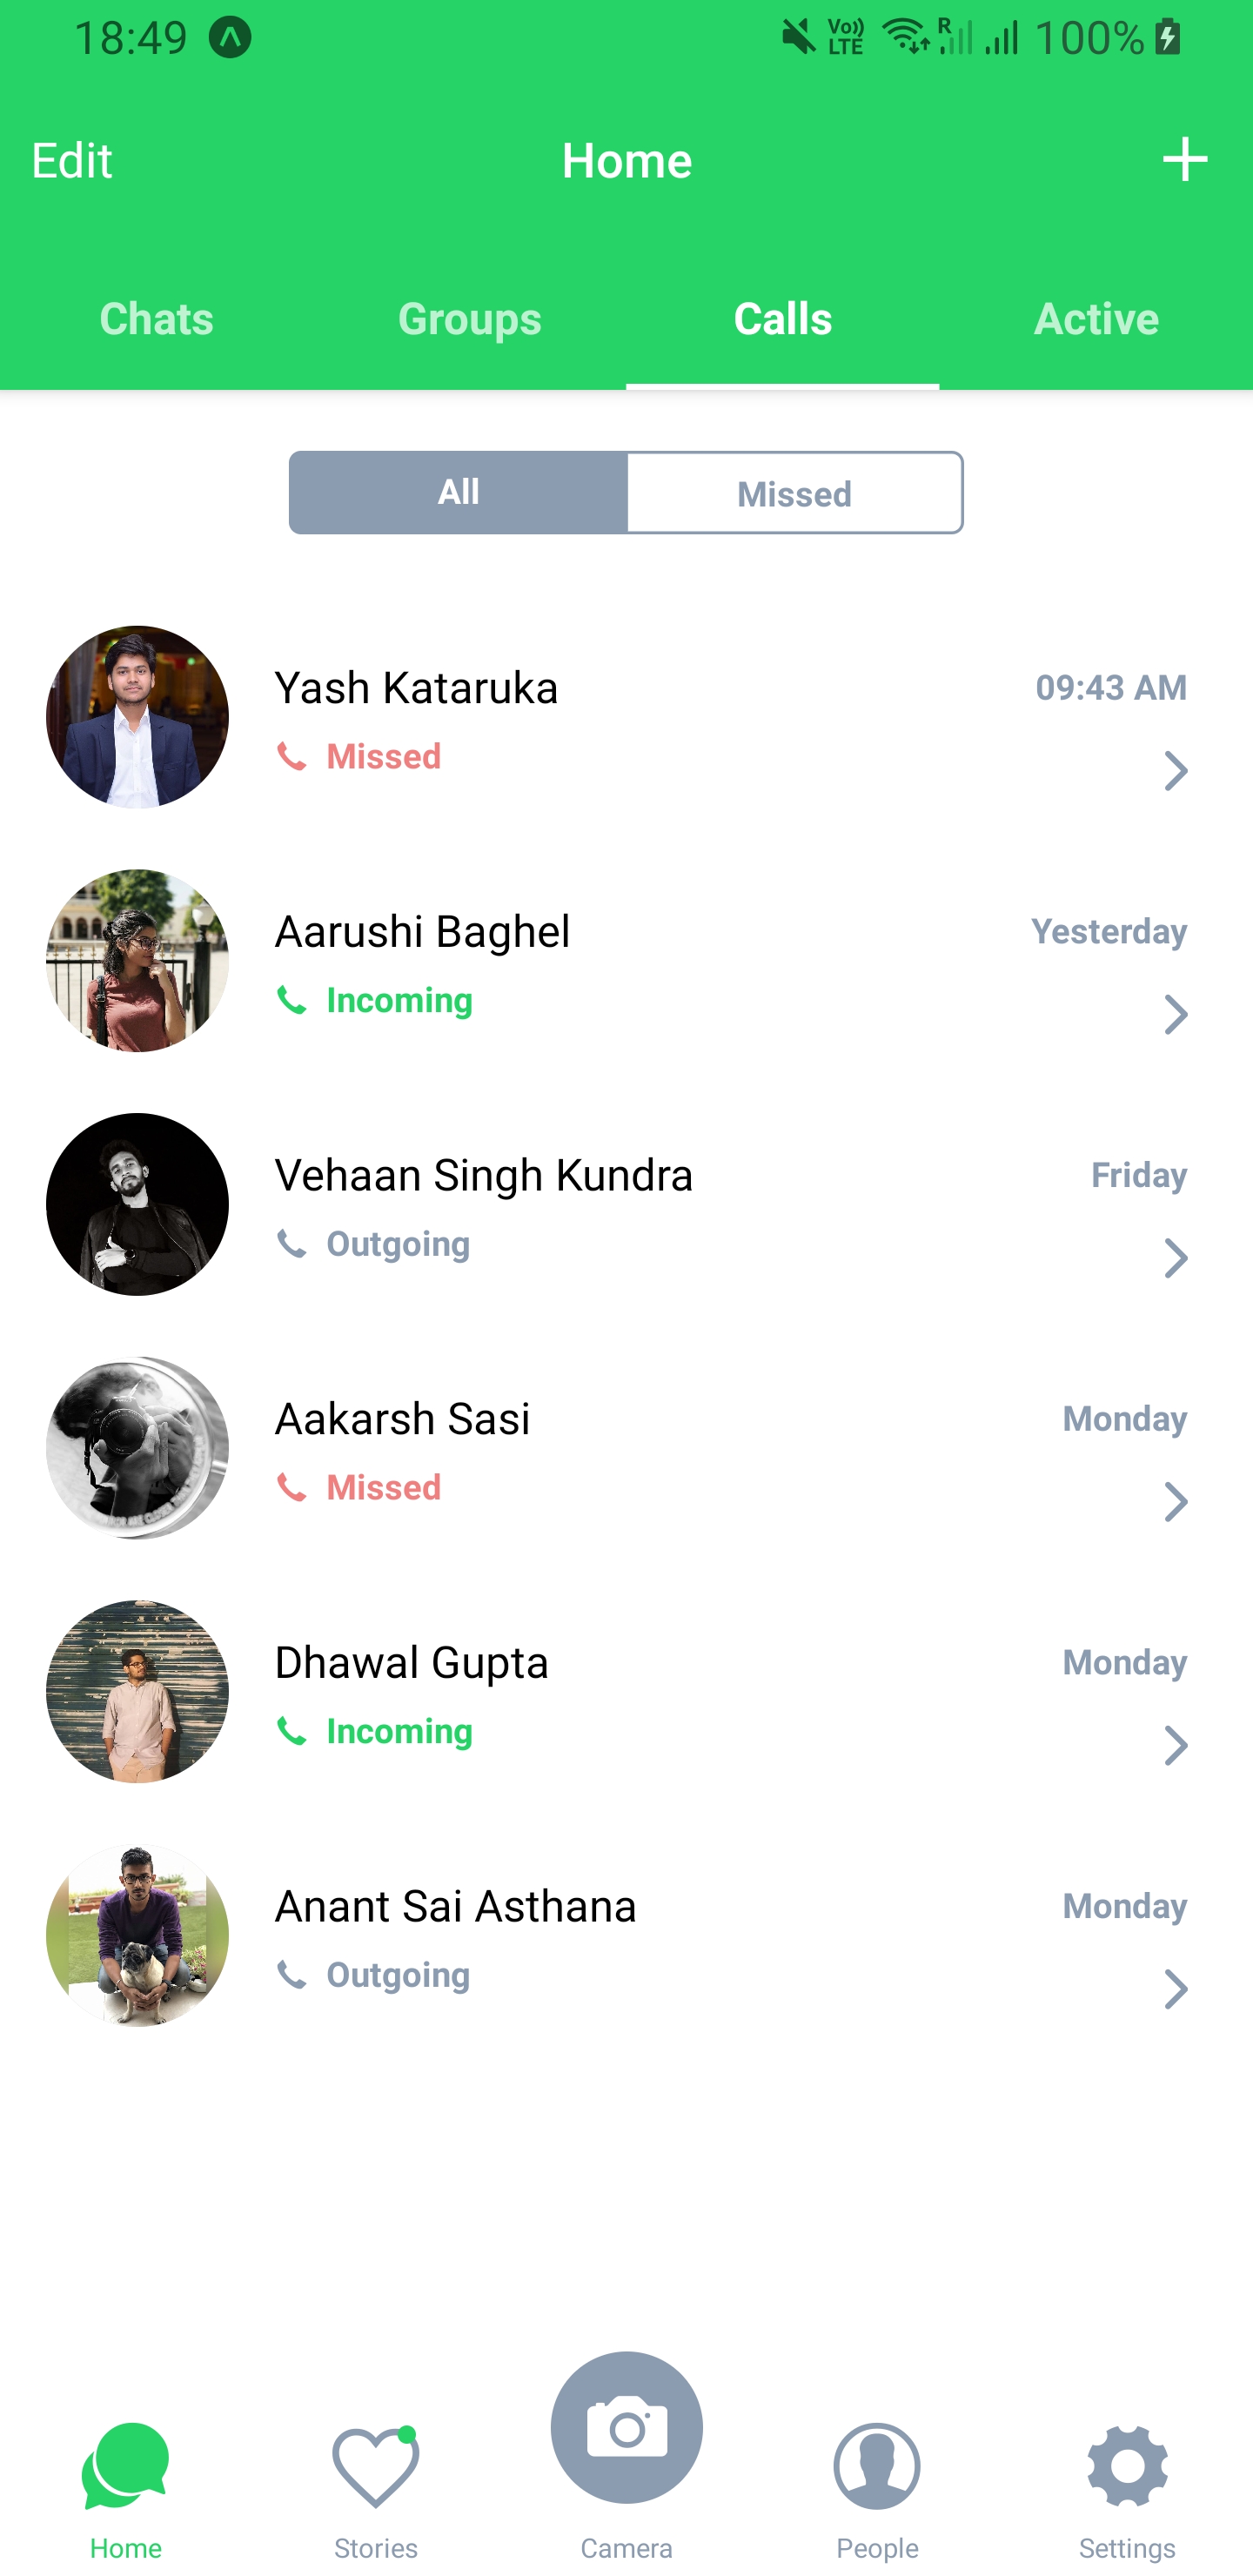 18:49 Vo)) LTE R 100%
Edit Home +
Chats Groups Calls Active
All Missed
Yash Kataruka 09:43 AM
Missed
Aarushi Baghel Yesterday
Incoming
Vehaan Singh Kundra Friday
Outgoing
Aakarsh Sasi Monday
Missed
Dhawal Gupta Monday
Incoming
Anant Sai Asthana Monday
Outgoing
Home Stories Camera People Settings